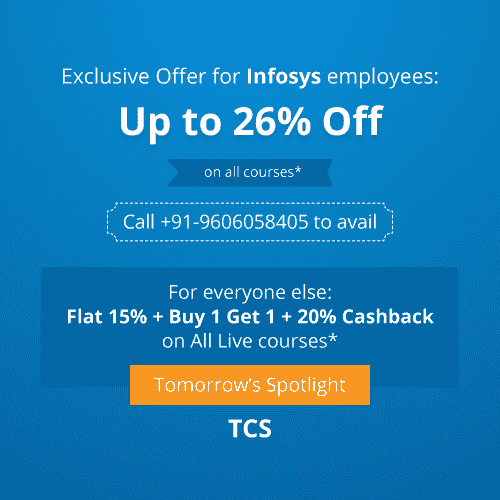 Exclusive Offer for Infosys employees:
Up to 26% Off
on all courses*
Call +91-9606058405 to avail
For everyone else:
Flat 15% + Buy 1 Get 1 + 20% Cashback
on All Live courses*
Tomorrow's Spotlight
TCS